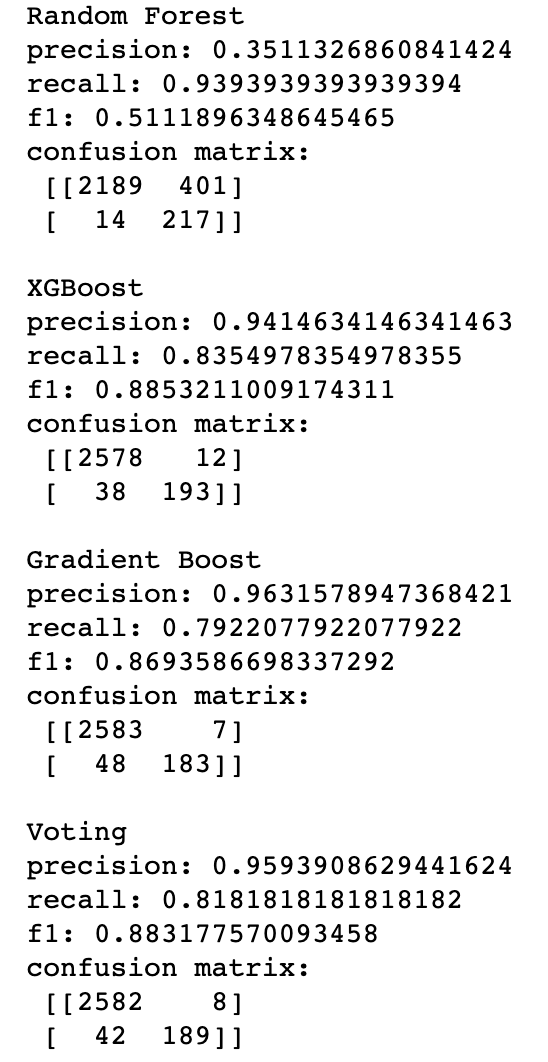 Random Forest
precision: 0.3511326860841424
recall: 0.9393939393939394
f1: 0.5111896348645465
confusion matrix:
[[2189 401]
[ 14 217]]
XGBoost
precision: 0.9414634146341463
recall: 0.8354978354978355
f1: 0.8853211009174311
confusion matrix:
[[2578 12]
[ 38 193]]
Gradient Boost
precision: 0.9631578947368421
recall: 0.7922077922077922
f1: 0.8693586698337292
confusion matrix:
[[2583 7]
[ 48 183]]
Voting
precision: 0.9593908629441624
recall: 0.8181818181818182
f1: 0.883177570093458
confusion matrix:
[[2582 8]
[ 42 189]]